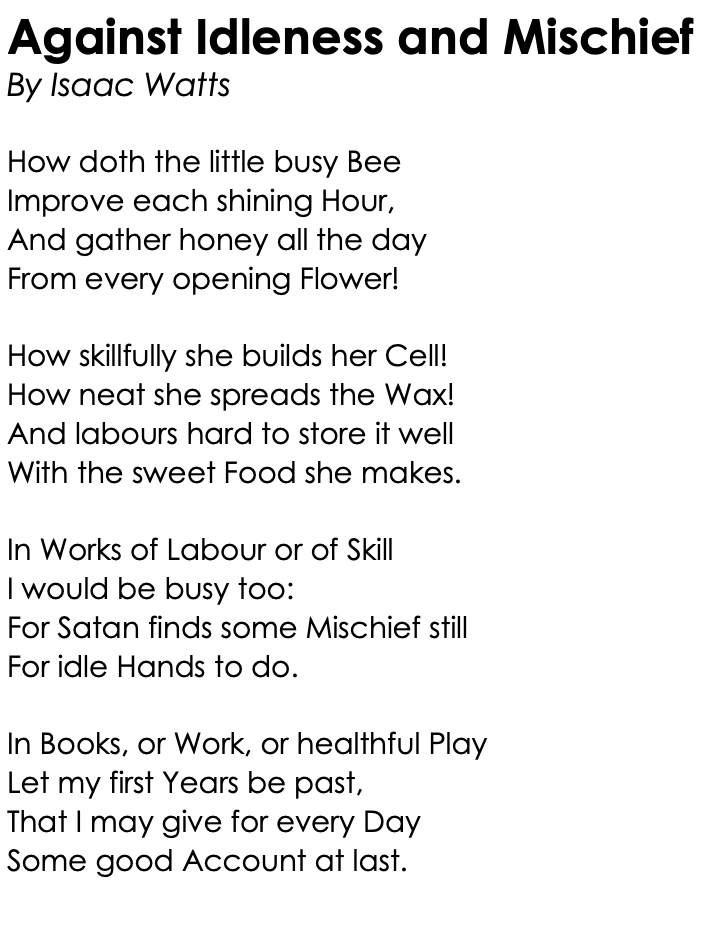 Against Idleness and Mischief
By Isaac Watts
How doth the little busy Bee
Improve each shining Hour,
And gather honey all the day
From every opening Flower!
How skillfully she builds her Cell!
How neat she spreads the Wax!
And labours hard to store it well
With the sweet Food she makes.
In Works of Labour or of Skill
I would be busy too:
For Satan finds some Mischief still
For idle Hands to do.
In Books, or Work, or healthful Play
Let my first Years be past,
That I may give for every Day
Some good Account at last.